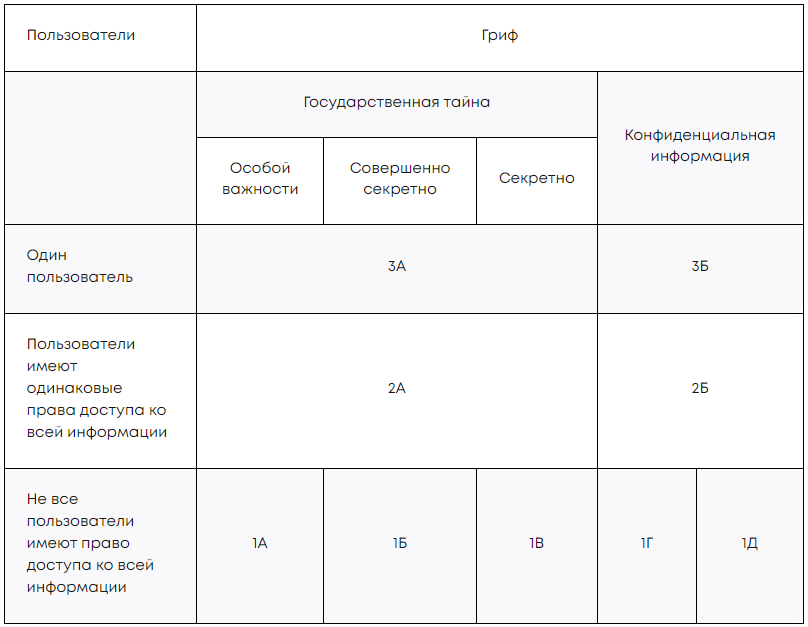 Пользователи
Гриф
Государственная тайна
Конфиденциальная
информация
Особой
важности
Совершенно
секретно
Секретно
Один
пользователь
3А
3Б
Пользователи
имеют
одинаковые
права доступа ко
всей информации
2А
2Б
Не все
пользователи
имеют право
доступа ко всей
информации
1А
1Б
1В
1Г
1Д